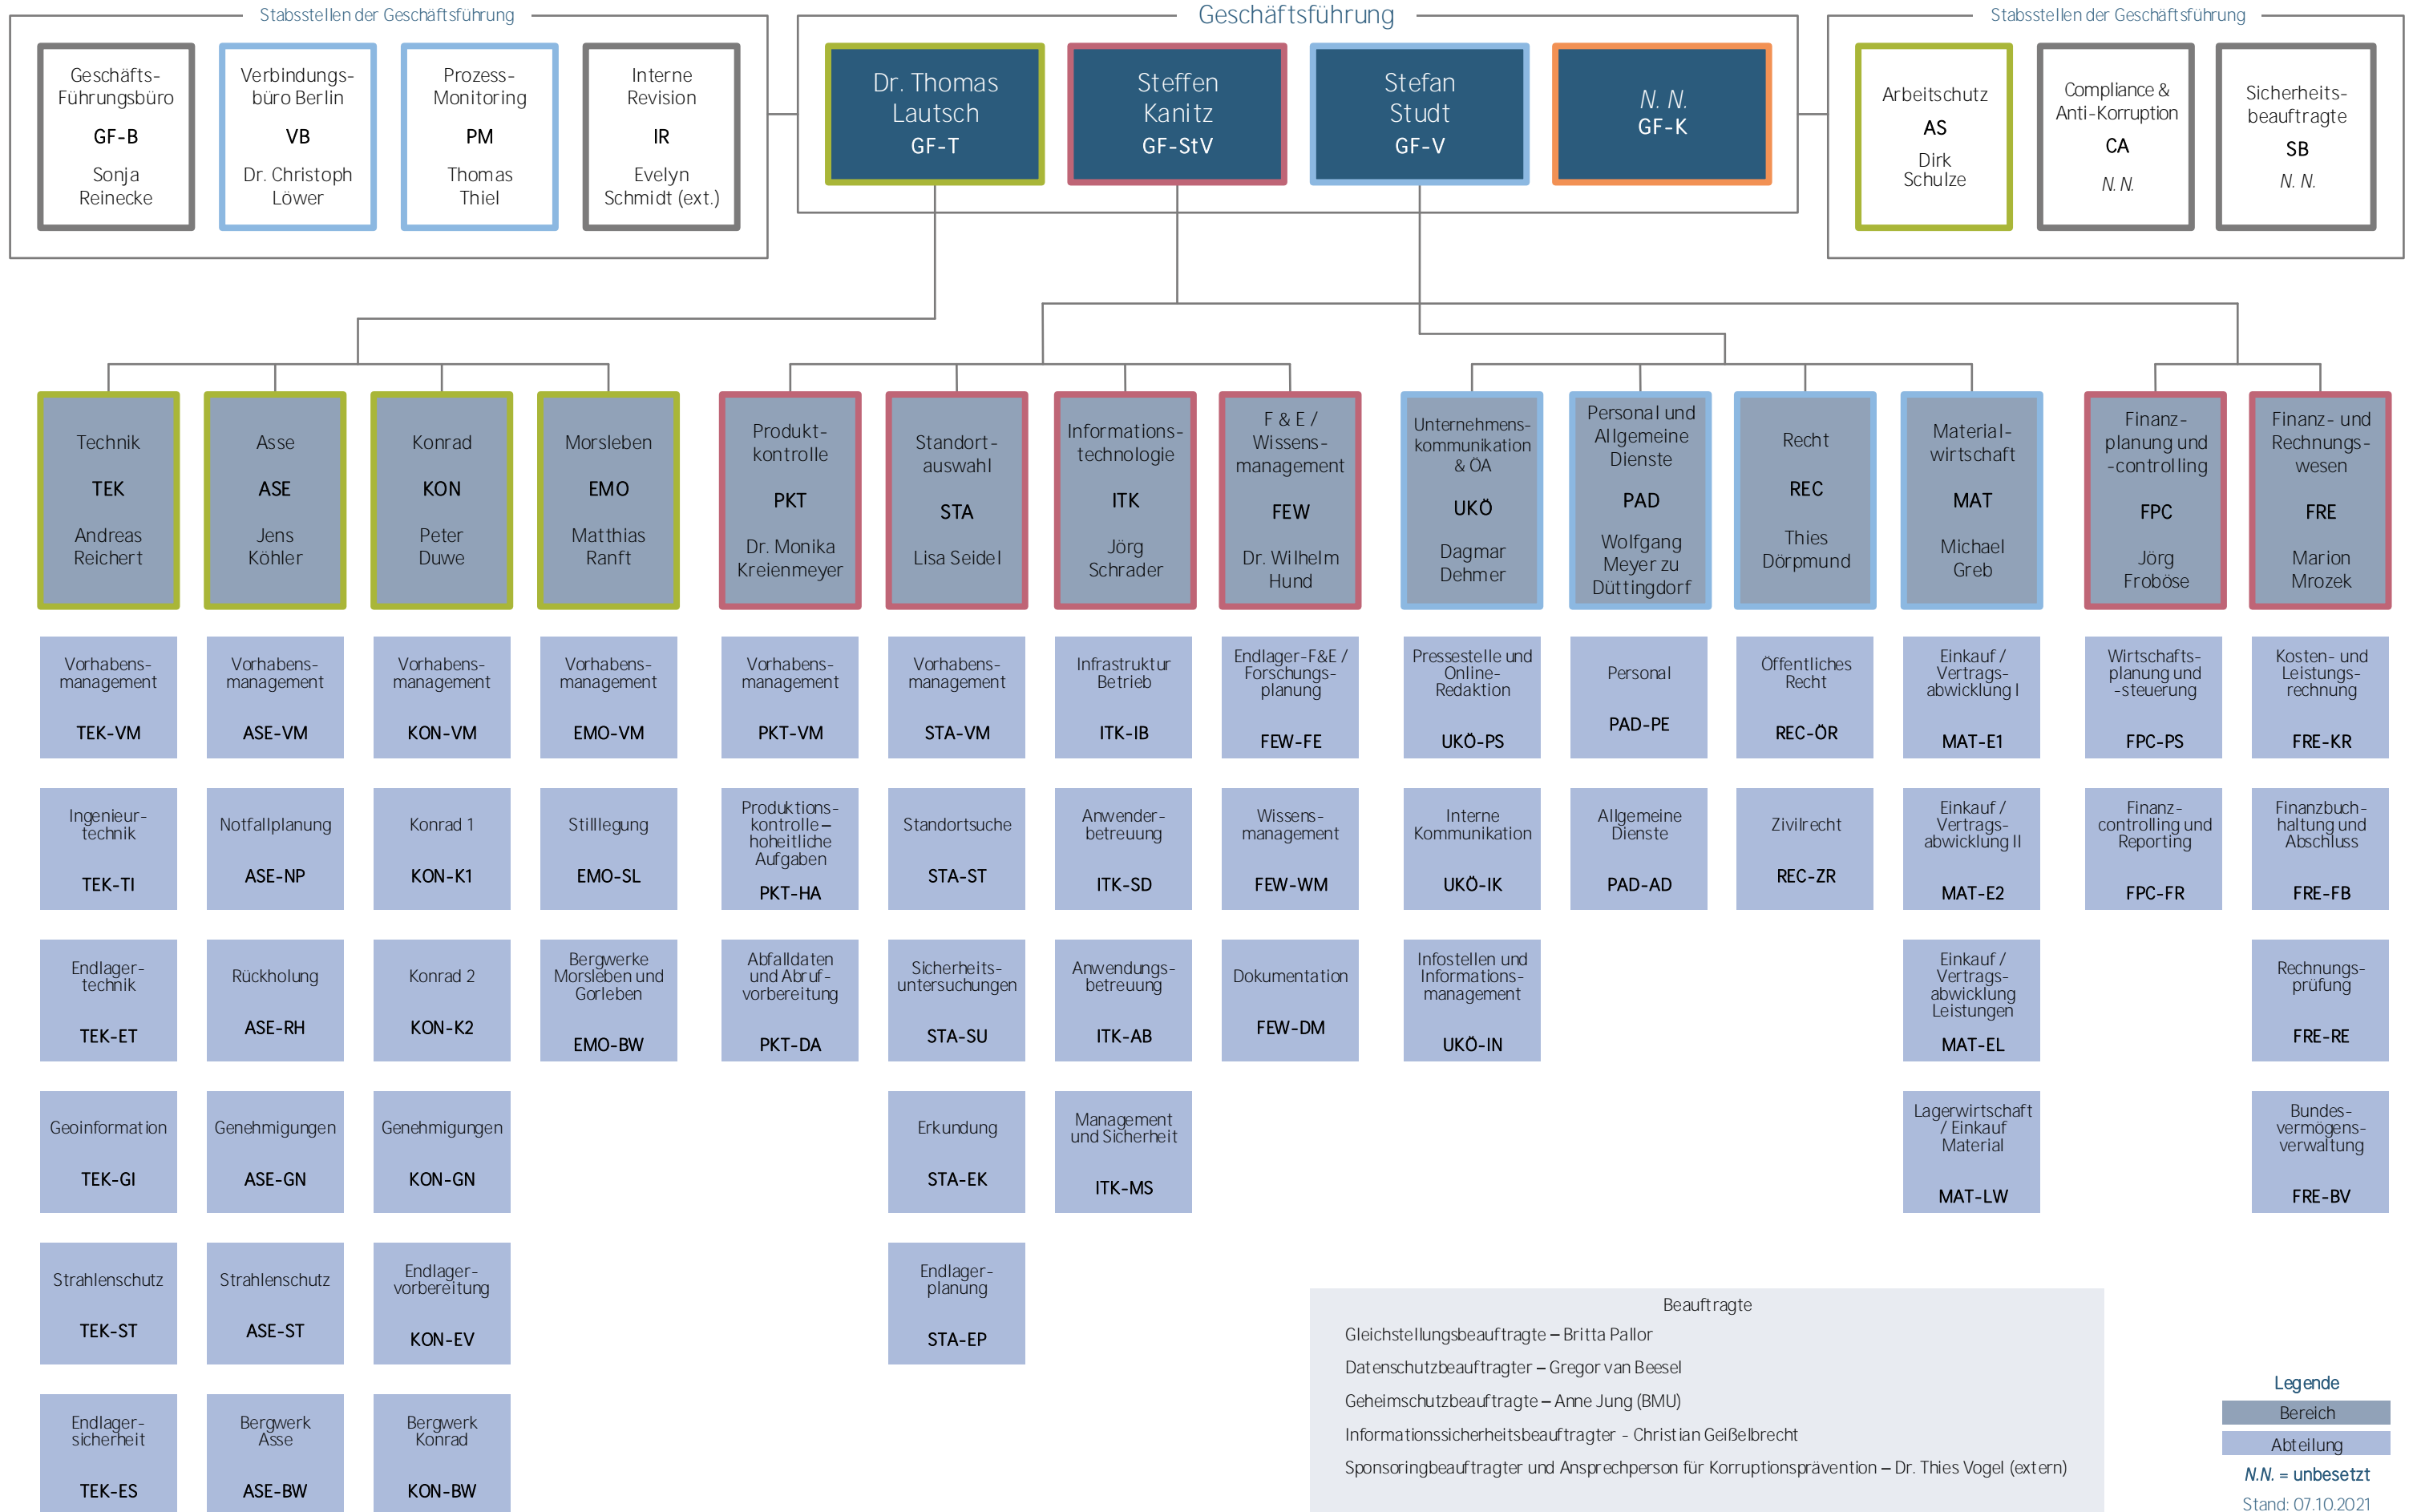 Stabsstellen der Geschäftsführung
Geschäfts-
Führungsbüro
GF-B
Sonja
Reinecke
Verbindungs-
büro Berlin
VB
Dr. Christoph
Löwer
Prozess-
Monitoring
PM
Thomas
Thiel
Interne
Revision
IR
Evelyn
Schmidt (ext.)
Geschäftsführung
Dr. Thomas
Lautsch
GF-T
Steffen
Kanitz
GF-StV
Stefan
Studt
GF-V
N. N.
GF-K
Stabsstellen der Geschäftsführung
Arbeitschutz
AS
Dirk
Schulze
Compliance &
Anti-Korruption
CA
N. N.
Sicherheits-
beauftragte
SB
N. N.
Technik
TEK
Andreas
Reichert
Asse
ASE
Jens
Köhler
Konrad
KON
Peter
Duwe
Morsleben
EMO
Matthias
Ranft
Produkt-
kontrolle
PKT
Dr. Monika
Kreienmeyer
Standort-
auswahl
STA
Lisa Seidel
Informations-
technologie
ITK
Jörg
Schrader
F & E /
Wissens-
management
FEW
Dr. Wilhelm
Hund
Unternehmens-
kommunikation
& ÖA
UKÖ
Dagmar
Dehmer
Personal und
Allgemeine
Dienste
PAD
Wolfgang
Meyer zu
Düttingdorf
Recht
REC
Thies
Dörpmund
Material-
wirtschaft
MAT
Michael
Greb
Finanz-
planung und
-controlling
FPC
Jörg
Froböse
Finanz- und
Rechnungs-
wesen
FRE
Marion
Mrozek
Vorhabens-
management
TEK-VM
Vorhabens-
management
ASE-VM
Vorhabens-
management
KON-VM
Vorhabens-
management
EMO-VM
Vorhabens-
management
PKT-VM
Vorhabens-
management
STA-VM
Infrastruktur
Betrieb
ITK-IB
Endlager-F&E /
Forschungs-
planung
FEW-FE
Pressestelle und
Online-
Redaktion
UKÖ-PS
Personal
PAD-PE
Öffentliches
Recht
REC-ÖR
Einkauf /
Vertrags-
abwicklung I
MAT-E1
Wirtschafts-
planung und
-steuerung
FPC-PS
Kosten- und
Leistungs-
rechnung
FRE-KR
Ingenieur-
technik
TEK-TI
Notfallplanung
ASE-NP
Konrad 1
KON-K1
Stilllegung
EMO-SL
Produktions-
kontrolle –
hoheitliche
Aufgaben
PKT-HA
Standortsuche
STA-ST
Anwender-
betreuung
ITK-SD
Wissens-
management
FEW-WM
Interne
Kommunikation
UKÖ-IK
Allgemeine
Dienste
PAD-AD
Zivilrecht
REC-ZR
Einkauf /
Vertrags-
abwicklung II
MAT-E2
Finanz-
controlling und
Reporting
FPC-FR
Finanzbuch-
haltung und
Abschluss
FRE-FB
Endlager-
technik
TEK-ET
Rückholung
ASE-RH
Konrad 2
KON-K2
Bergwerke
Morsleben und
Gorleben
EMO-BW
Abfalldaten
und Abruf-
vorbereitung
PKT-DA
Sicherheits-
untersuchungen
STA-SU
Anwendungs-
betreuung
ITK-AB
Dokumentation
FEW-DM
Infostellen und
Informations-
management
UKÖ-IN
Einkauf /
Vertrags-
abwicklung
Leistungen
MAT-EL
Rechnungs-
prüfung
FRE-RE
Geoinformation
TEK-GI
Genehmigungen
ASE-GN
Genehmigungen
KON-GN
Erkundung
STA-EK
Management
und Sicherheit
ITK-MS
Lagerwirtschaft
/ Einkauf
Material
MAT-LW
Bundes-
vermögens-
verwaltung
FRE-BV
Strahlenschutz
TEK-ST
Strahlenschutz
ASE-ST
Endlager-
vorbereitung
KON-EV
Endlager-
planung
STA-EP
Endlager-
sicherheit
TEK-ES
Bergwerk
Asse
ASE-BW
Bergwerk
Konrad
KON-BW
Beauftragte
Gleichstellungsbeauftragte – Britta Pallor
Datenschutzbeauftragter – Gregor van Beesel
Geheimschutzbeauftragte – Anne Jung (BMU)
Informationssicherheitsbeauftragter - Christian Geißelbrecht
Sponsoringbeauftragter und Ansprechperson für Korruptionsprävention – Dr. Thies Vogel (extern)
Legende
Bereich
Abteilung
N.N. = unbesetzt
Stand: 07.10.2021